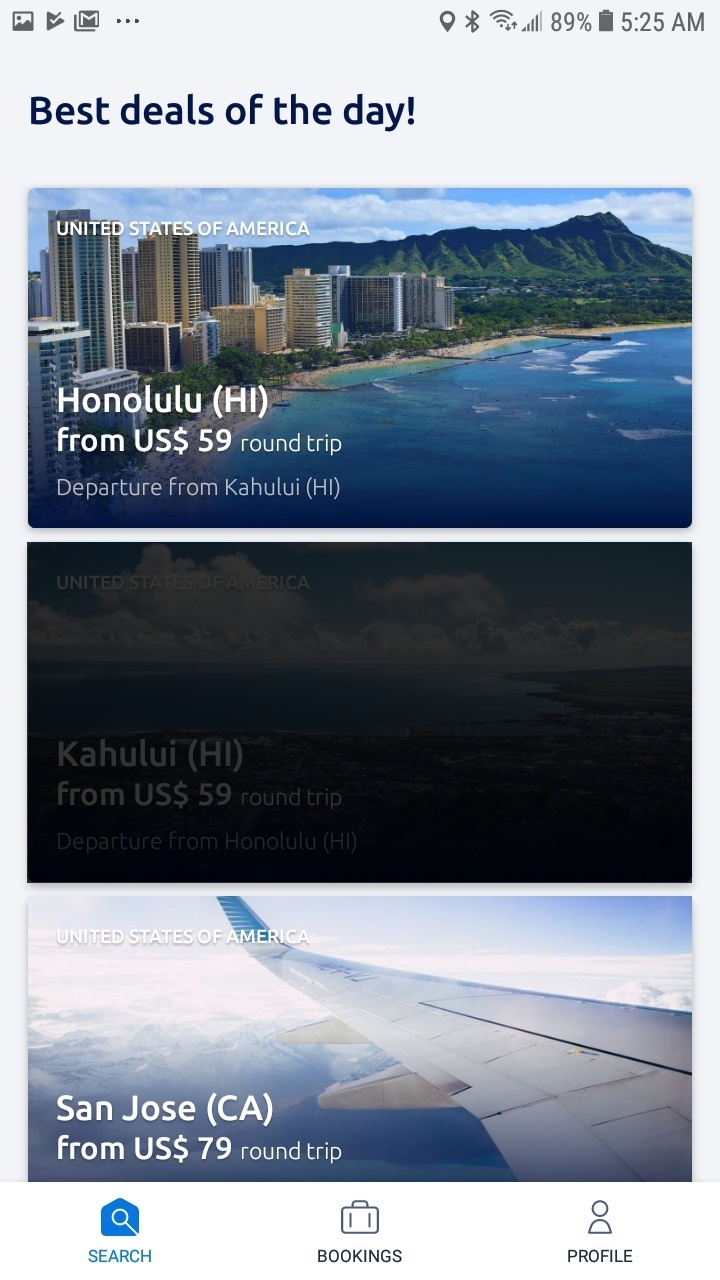 89% 5:25 AM
Best deals of the day!
UNITED STATES OF AMERICA
Honolulu (HI)
from US$ 59 round trip
Departure from Kahului (HI)
UNITED STATES OF AMERICA
Kahului (HI)
from US$ 59 round trip
Departure from Honolulu (HI)
UNITED STATES OF AMERICA
San Jose (CA)
from US$ 79 round trip
SEARCH
BOOKINGS
PROFILE